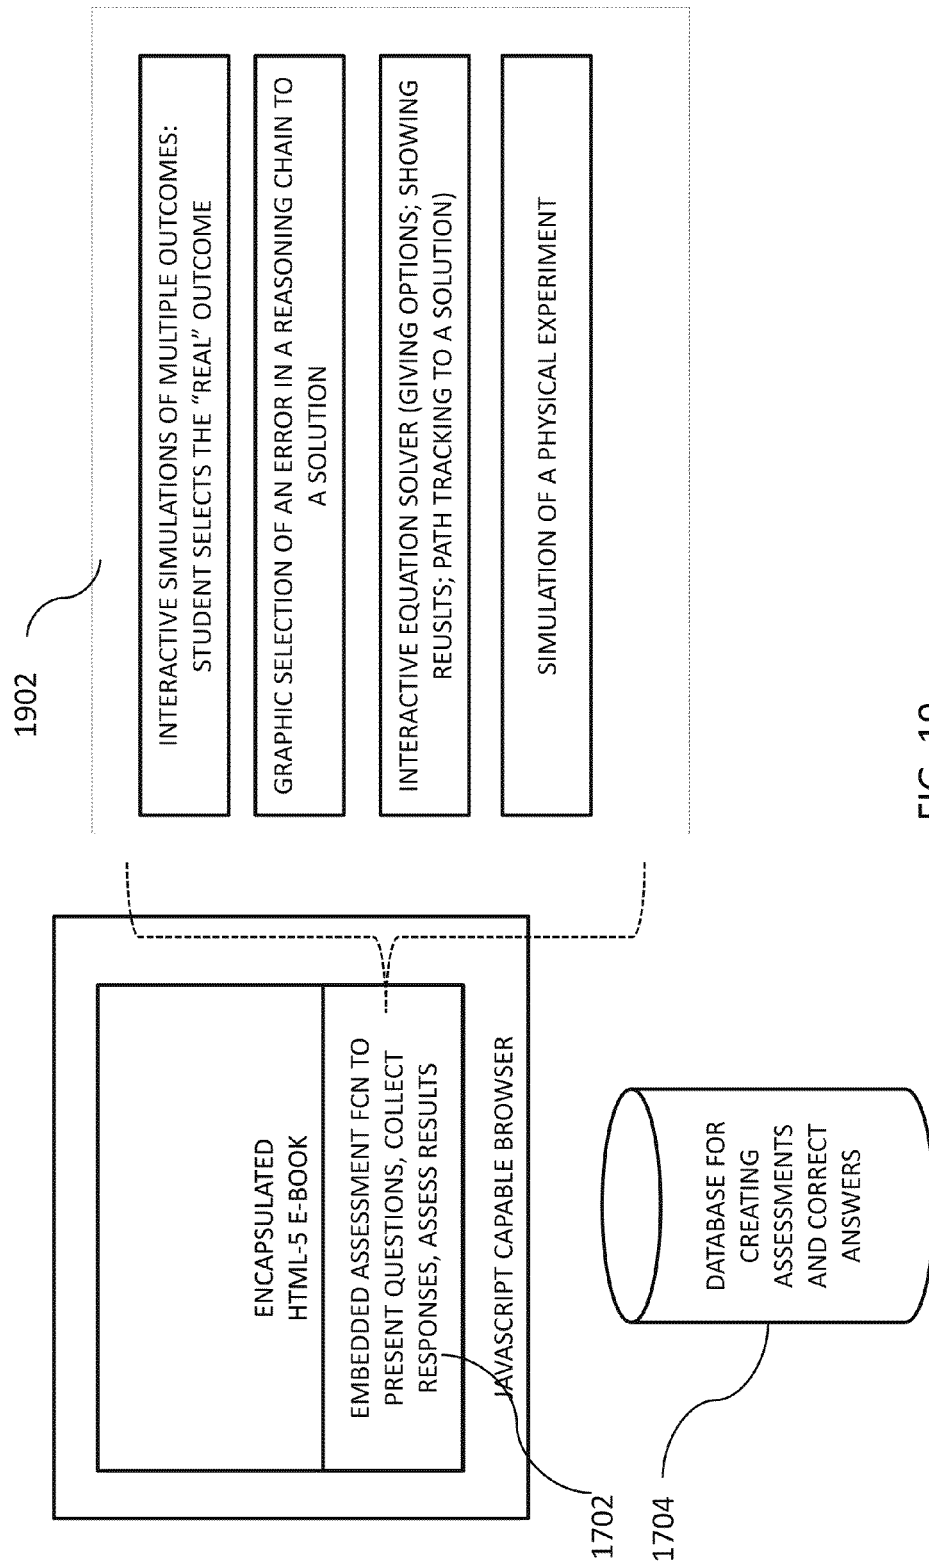 1902
ENCAPSULATED
HTML-5 E-BOOK
EMBEDDED ASSESSMENT FCN TO
PRESENT QUESTIONS, COLLECT
RESPONSES, ASSESS RESULTS
JAVASCRIPT CAPABLE BROWSER
1702
1704
DATABASE FOR
CREATING
ASSESSMENTS
AND CORRECT
ANSWERS
INTERACTIVE SIMULATIONS OF MULTIPLE OUTCOMES:
STUDENT SELECTS THE “REAL” OUTCOME
GRAPHIC SELECTION OF AN ERROR IN A REASONING CHAIN TO
A SOLUTION
INTERACTIVE EQUATION SOLVER (GIVING OPTIONS; SHOWING
REUSLTS; PATH TRACKING TO A SOLUTION)
SIMULATION OF A PHYSICAL EXPERIMENT
FIG. 19